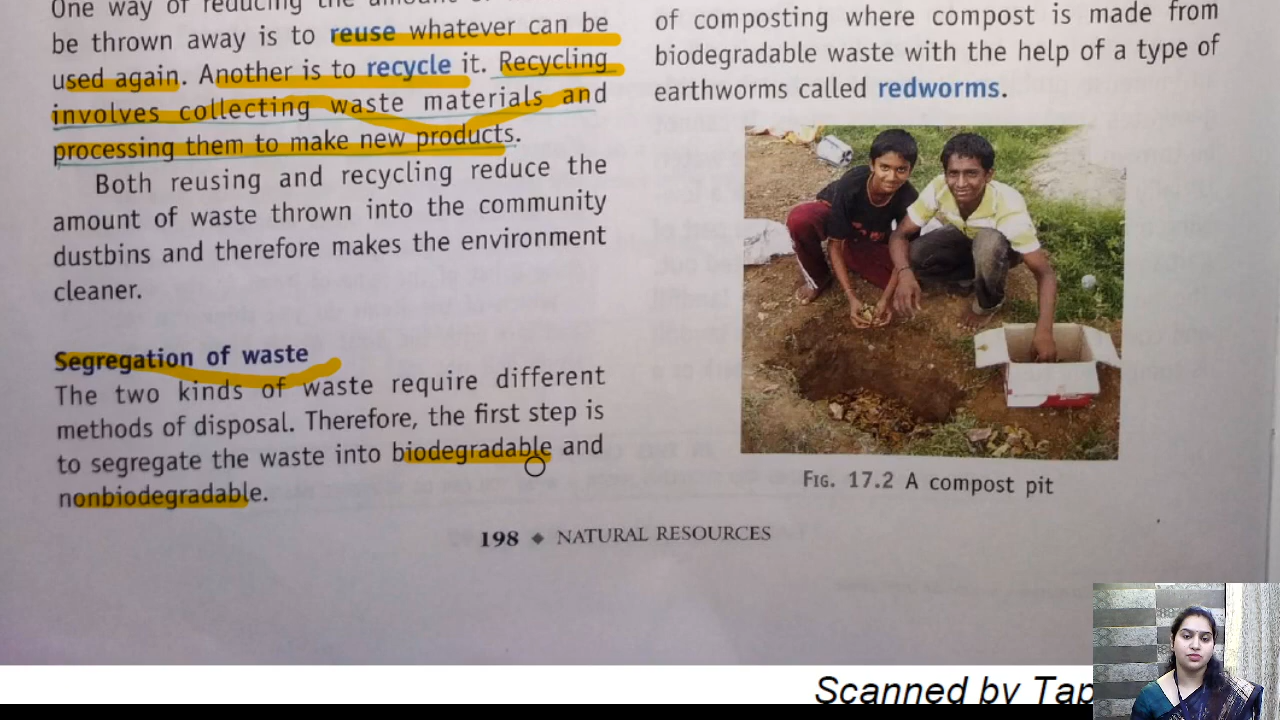 be thrown away is to reuse whatever can be
used again. Another is to recycle it. Recycling
involves collecting waste materials and
processing them to make new products.
Both reusing and recycling reduce the
amount of waste thrown into the community
dustbins and therefore makes the environment
cleaner.
Segregation of waste
The two kinds of waste require different
methods of disposal. Therefore, the first step is
to segregate the waste into biodegradable and
nonbiodegradable.
of composting where compost is made from
biodegradable waste with the help of a type of
earthworms called redworms.
FIG. 17.2 A compost pit
198 ◆ NATURAL RESOURCES
Scanned by Tap